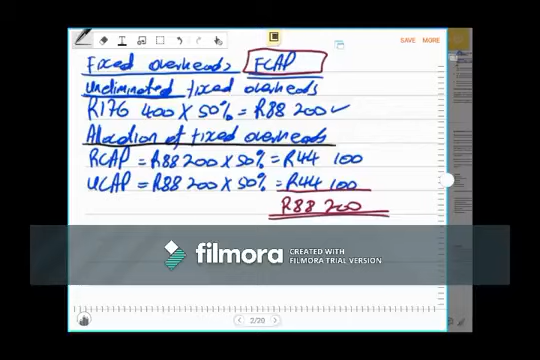 SAVE MORE
Fixed overheads FCAP
Uneliminated fixed overheads
R176 400 X 50% = R88 200 ✓
Allocation of fixed overheads
RCAP = R88 200 X 50% = R44 100
UCAP = R88 200 X 50% = R44 100
R88 200
filmora
CREATED WITH
FILMORA TRIAL VERSION
2/20